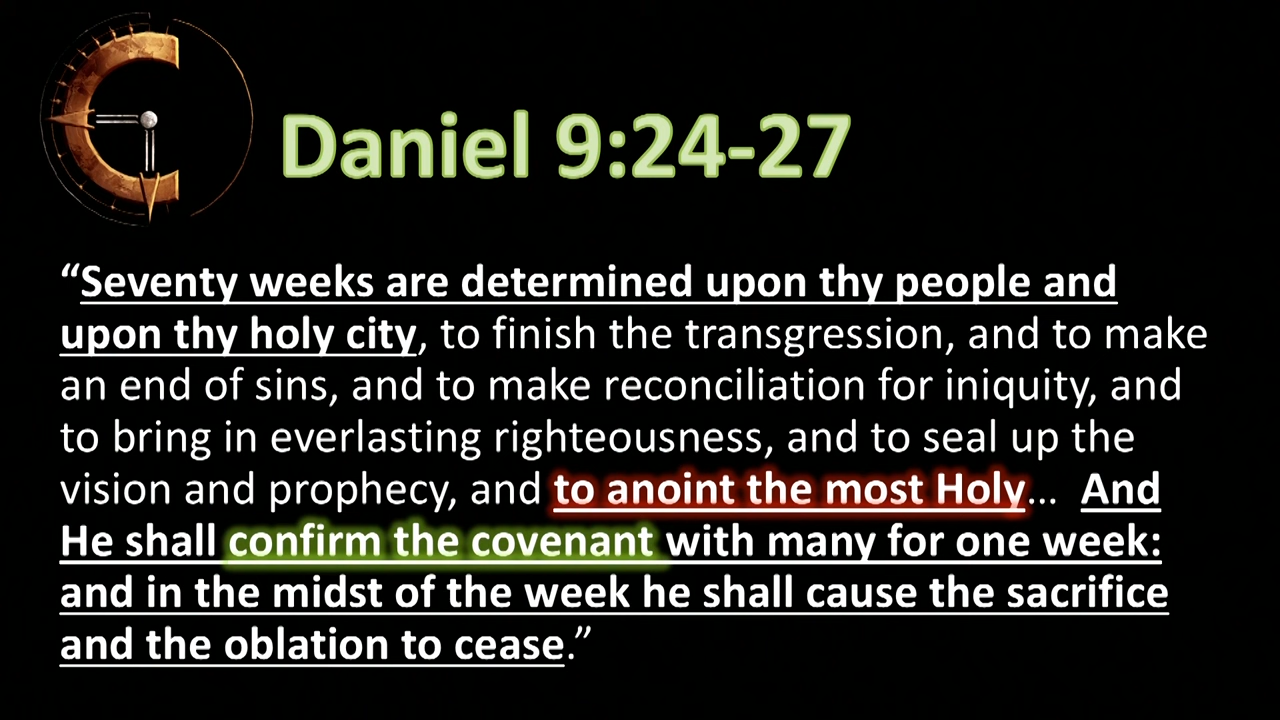 Daniel 9:24-27
“Seventy weeks are determined upon thy people and
upon thy holy city, to finish the transgression, and to make
an end of sins, and to make reconciliation for iniquity, and
to bring in everlasting righteousness, and to seal up the
vision and prophecy, and to anoint the most Holy… And
He shall confirm the covenant with many for one week:
and in the midst of the week he shall cause the sacrifice
and the oblation to cease.”